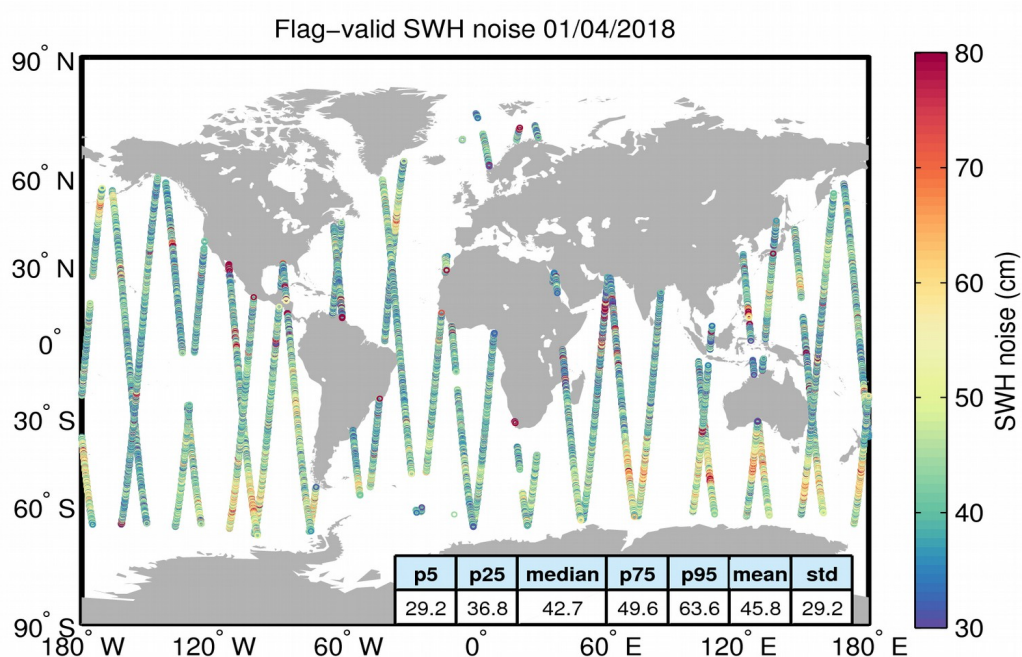 Flag−valid SWH noise 01/04/2018
90° N
60° N
30° N
0°
30° S
60° S
90° S
180° W
120° W
60° W
0°
60° E
120° E
180° E
80
70
60
50
40
30
SWH noise (cm)
p5 p25 median p75 p95 mean std
29.2 36.8 42.7 49.6 63.6 45.8 29.2